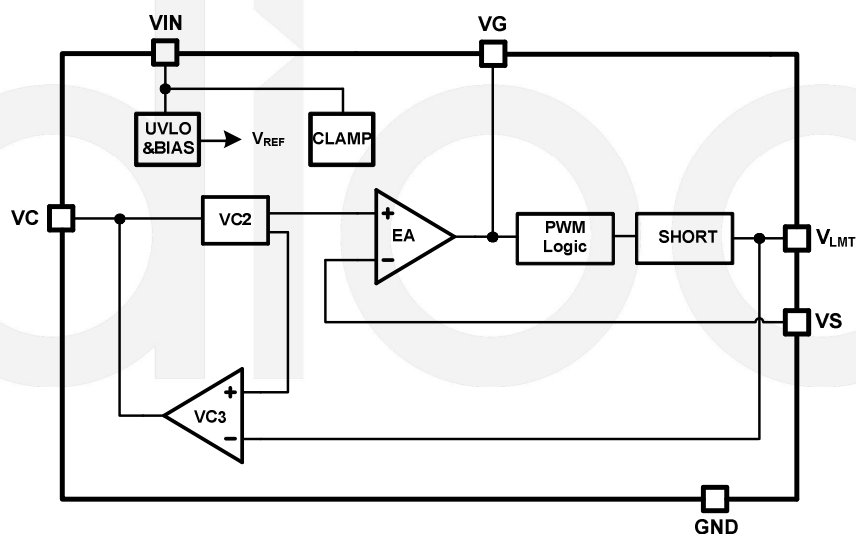 VIN
VG
UVLO
&BIAS
VREF
CLAMP
VC
VC2
+
EA
−
PWM
Logic
SHORT
VLMT
VS
+
VC3
−
GND